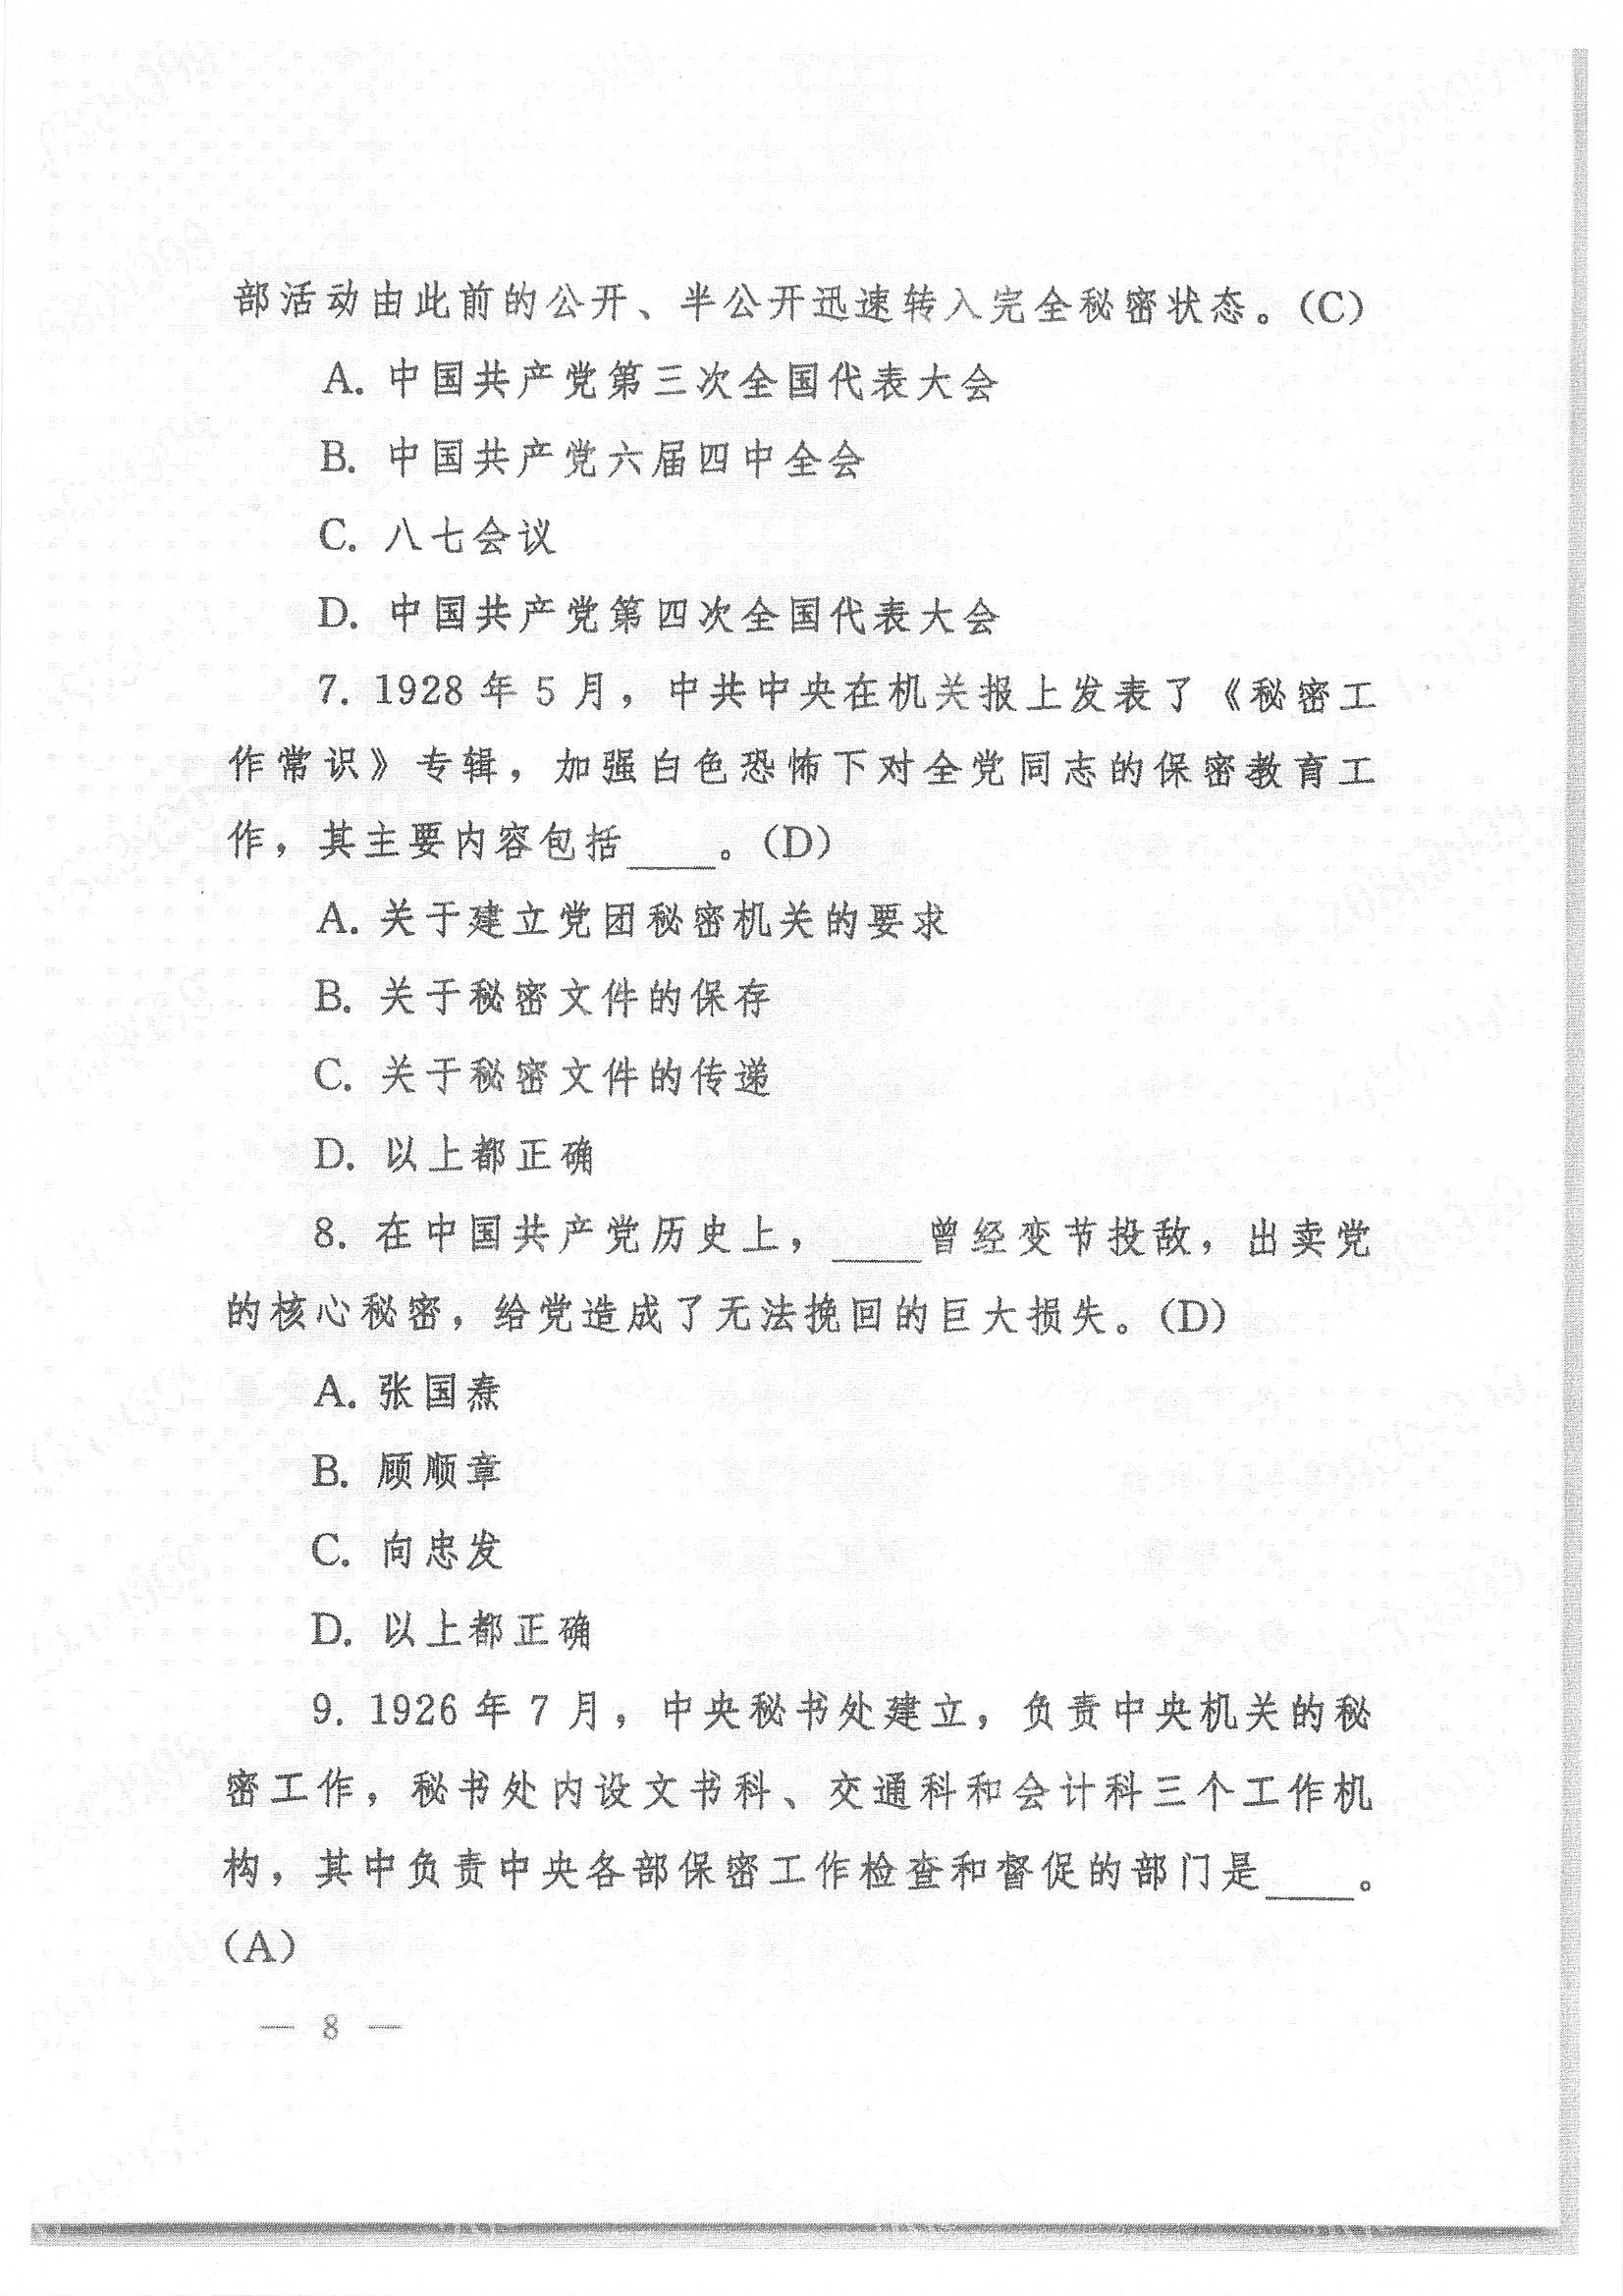 部活动由此前的公开、半公开迅速转入完全秘密状态。(C)
A. 中国共产党第三次全国代表大会
B. 中国共产党六届四中全会
C. 八七会议
D. 中国共产党第四次全国代表大会
7. 1928 年 5 月，中共中央在机关报上发表了《秘密工
作常识》专辑，加强白色恐怖下对全党同志的保密教育工
作，其主要内容包括____。(D)
A. 关于建立党团秘密机关的要求
B. 关于秘密文件的保存
C. 关于秘密文件的传递
D. 以上都正确
8. 在中国共产党历史上，____曾经变节投敌，出卖党
的核心秘密，给党造成了无法挽回的巨大损失。(D)
A. 张国焘
B. 顾顺章
C. 向忠发
D. 以上都正确
9. 1926 年 7 月，中央秘书处建立，负责中央机关的秘
密工作，秘书处内设文书科、交通科和会计科三个工作机
构，其中负责中央各部保密工作检查和督促的部门是____。
(A)
— 8 —